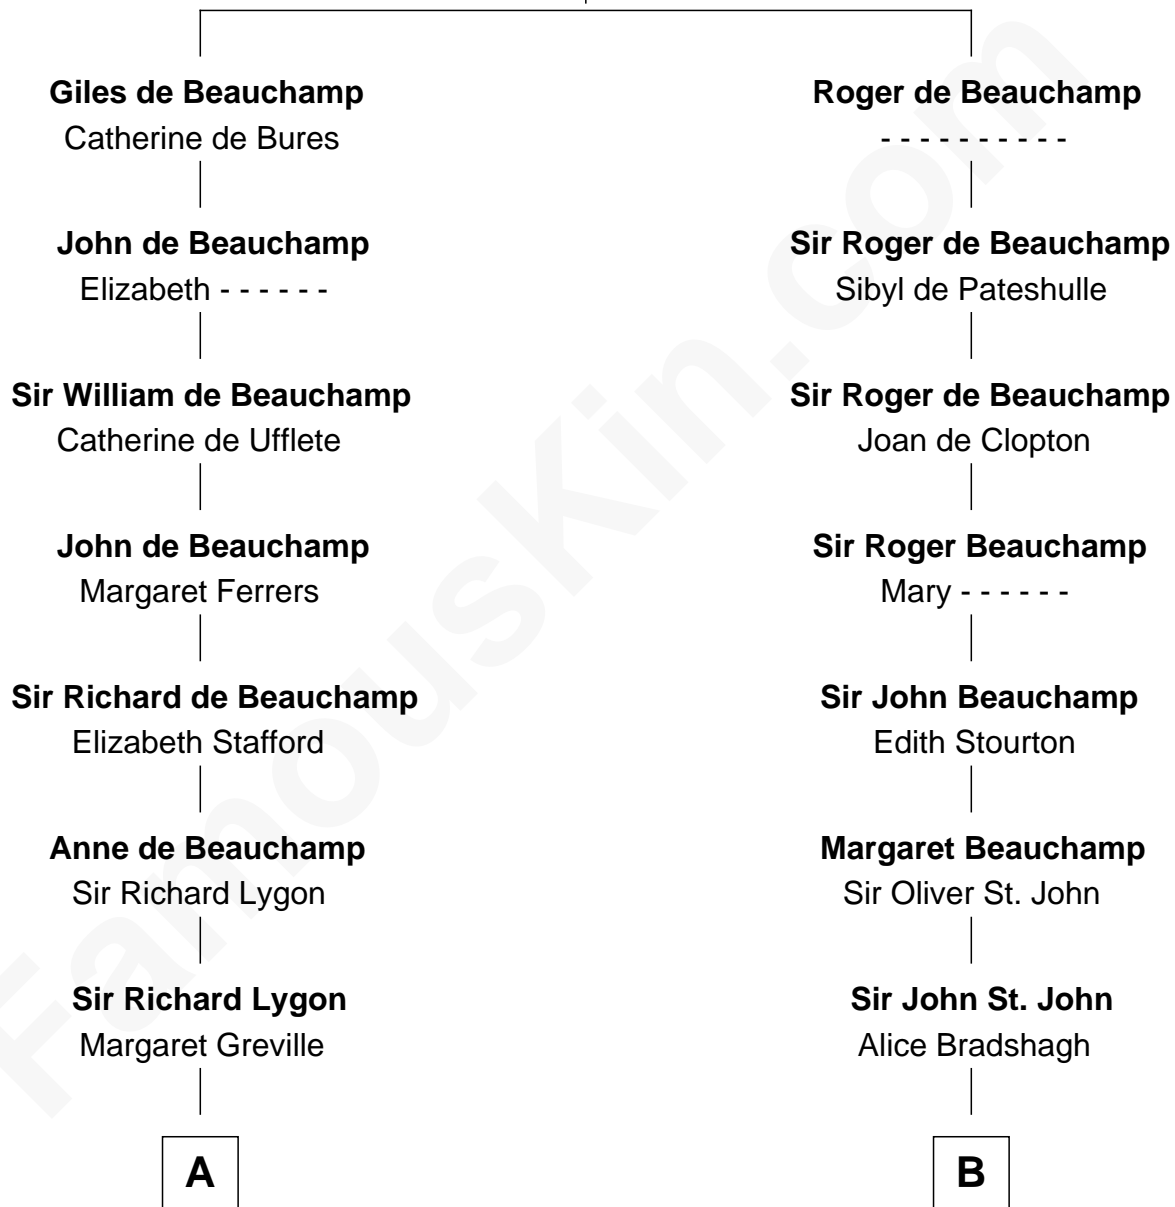 Giles de Beauchamp
Catherine de Bures
John de Beauchamp
Elizabeth - - - - - -
Sir William de Beauchamp
Catherine de Ufflete
John de Beauchamp
Margaret Ferrers
Sir Richard de Beauchamp
Elizabeth Stafford
Anne de Beauchamp
Sir Richard Lygon
Sir Richard Lygon
Margaret Greville
A
Roger de Beauchamp
- - - - - - - - - -
Sir Roger de Beauchamp
Sibyl de Pateshulle
Sir Roger de Beauchamp
Joan de Clopton
Sir Roger Beauchamp
Mary - - - - - -
Sir John Beauchamp
Edith Stourton
Margaret Beauchamp
Sir Oliver St. John
Sir John St. John
Alice Bradshagh
B
FamousKin.com